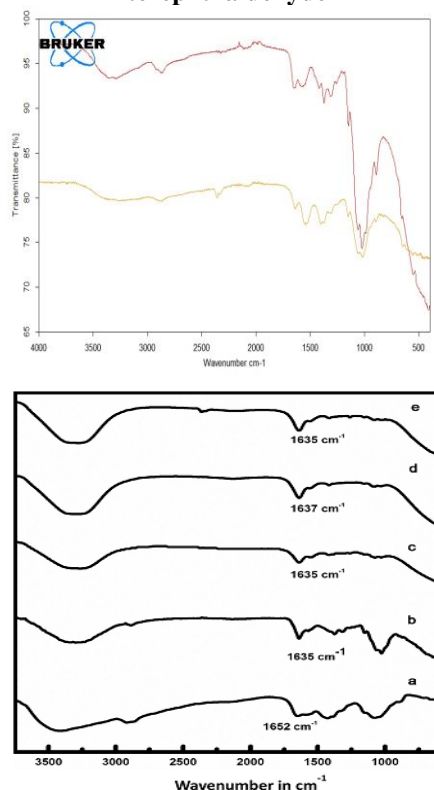 terephthaldehyde
BRUKER
Transmittance [%]
100
95
90
85
80
75
70
65
4000
3500
3000
2500
2000
1500
1000
500
Wavenumber cm-1
e
1635 cm⁻¹
d
1637 cm⁻¹
c
1635 cm⁻¹
b
1635 cm⁻¹
a
1652 cm⁻¹
3500 3000 2500 2000 1500 1000
Wavenumber in cm⁻¹